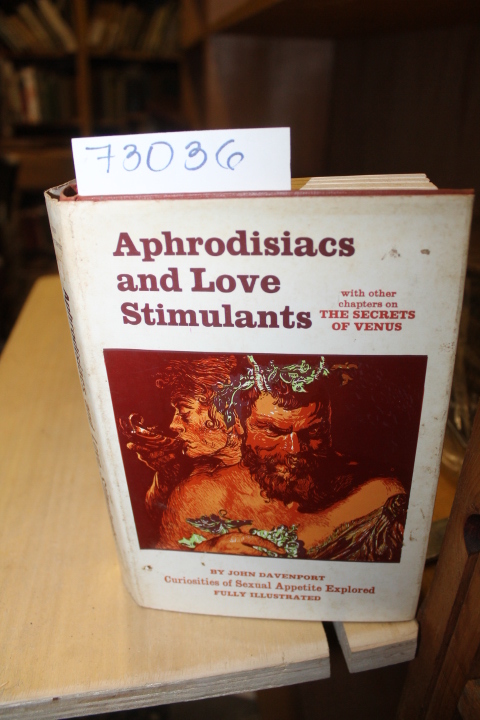 73036
Aphrodisiacs
and Love
Stimulants
with other
chapters on
THE SECRETS
OF VENUS
BY JOHN DAVENPORT
Curiosities of Sexual Appetite Explored
FULLY ILLUSTRATED